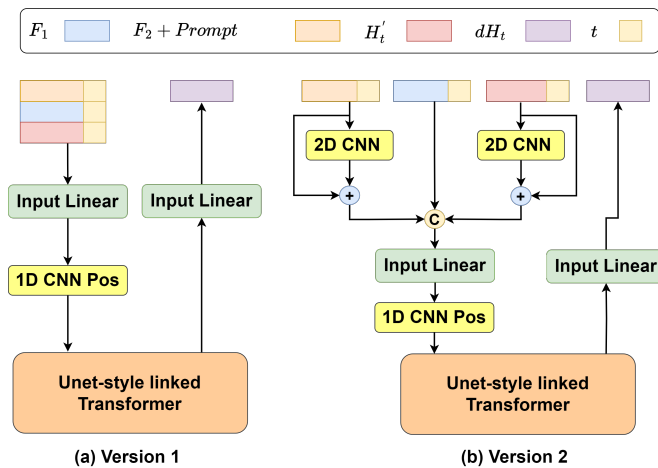 F₁ F₂ + Prompt H'ₜ dHₜ t
2D CNN 2D CNN
+ +
Input Linear Input Linear
C
Input Linear Input Linear
1D CNN Pos
1D CNN Pos
Unet-style linked
Transformer
Unet-style linked
Transformer
(a) Version 1 (b) Version 2